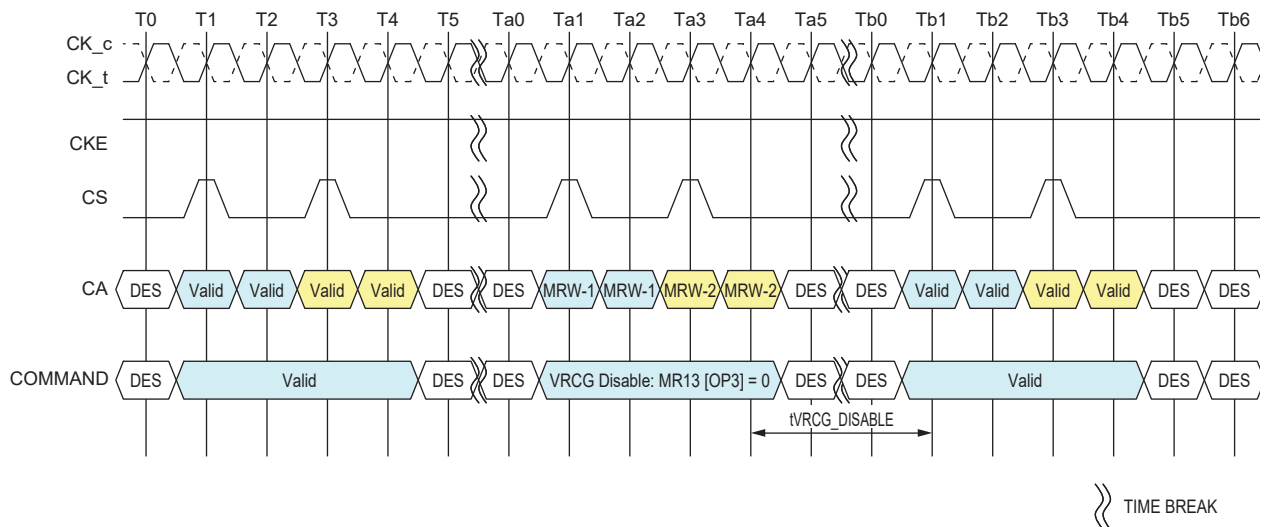 T0 T1 T2 T3 T4 T5 Ta0 Ta1 Ta2 Ta3 Ta4 Ta5 Tb0 Tb1 Tb2 Tb3 Tb4 Tb5 Tb6
CK_c
CK_t
CKE
CS
CA DES Valid Valid Valid Valid DES DES MRW-1 MRW-1 MRW-2 MRW-2 DES DES Valid Valid Valid Valid DES DES
COMMAND DES Valid DES DES VRCG Disable: MR13 [OP3] = 0 DES DES Valid DES DES
tVRCG_DISABLE
TIME BREAK